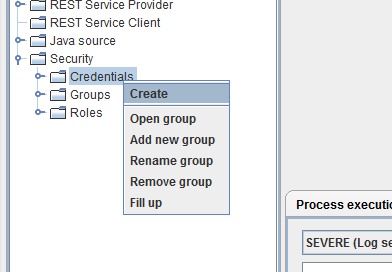 REST Service Provider
REST Service Client
Java source
Security
Credentials
Create
Groups
Open group
Roles
Add new group
Rename group
Remove group
Fill up
Process executio
SEVERE (Log se